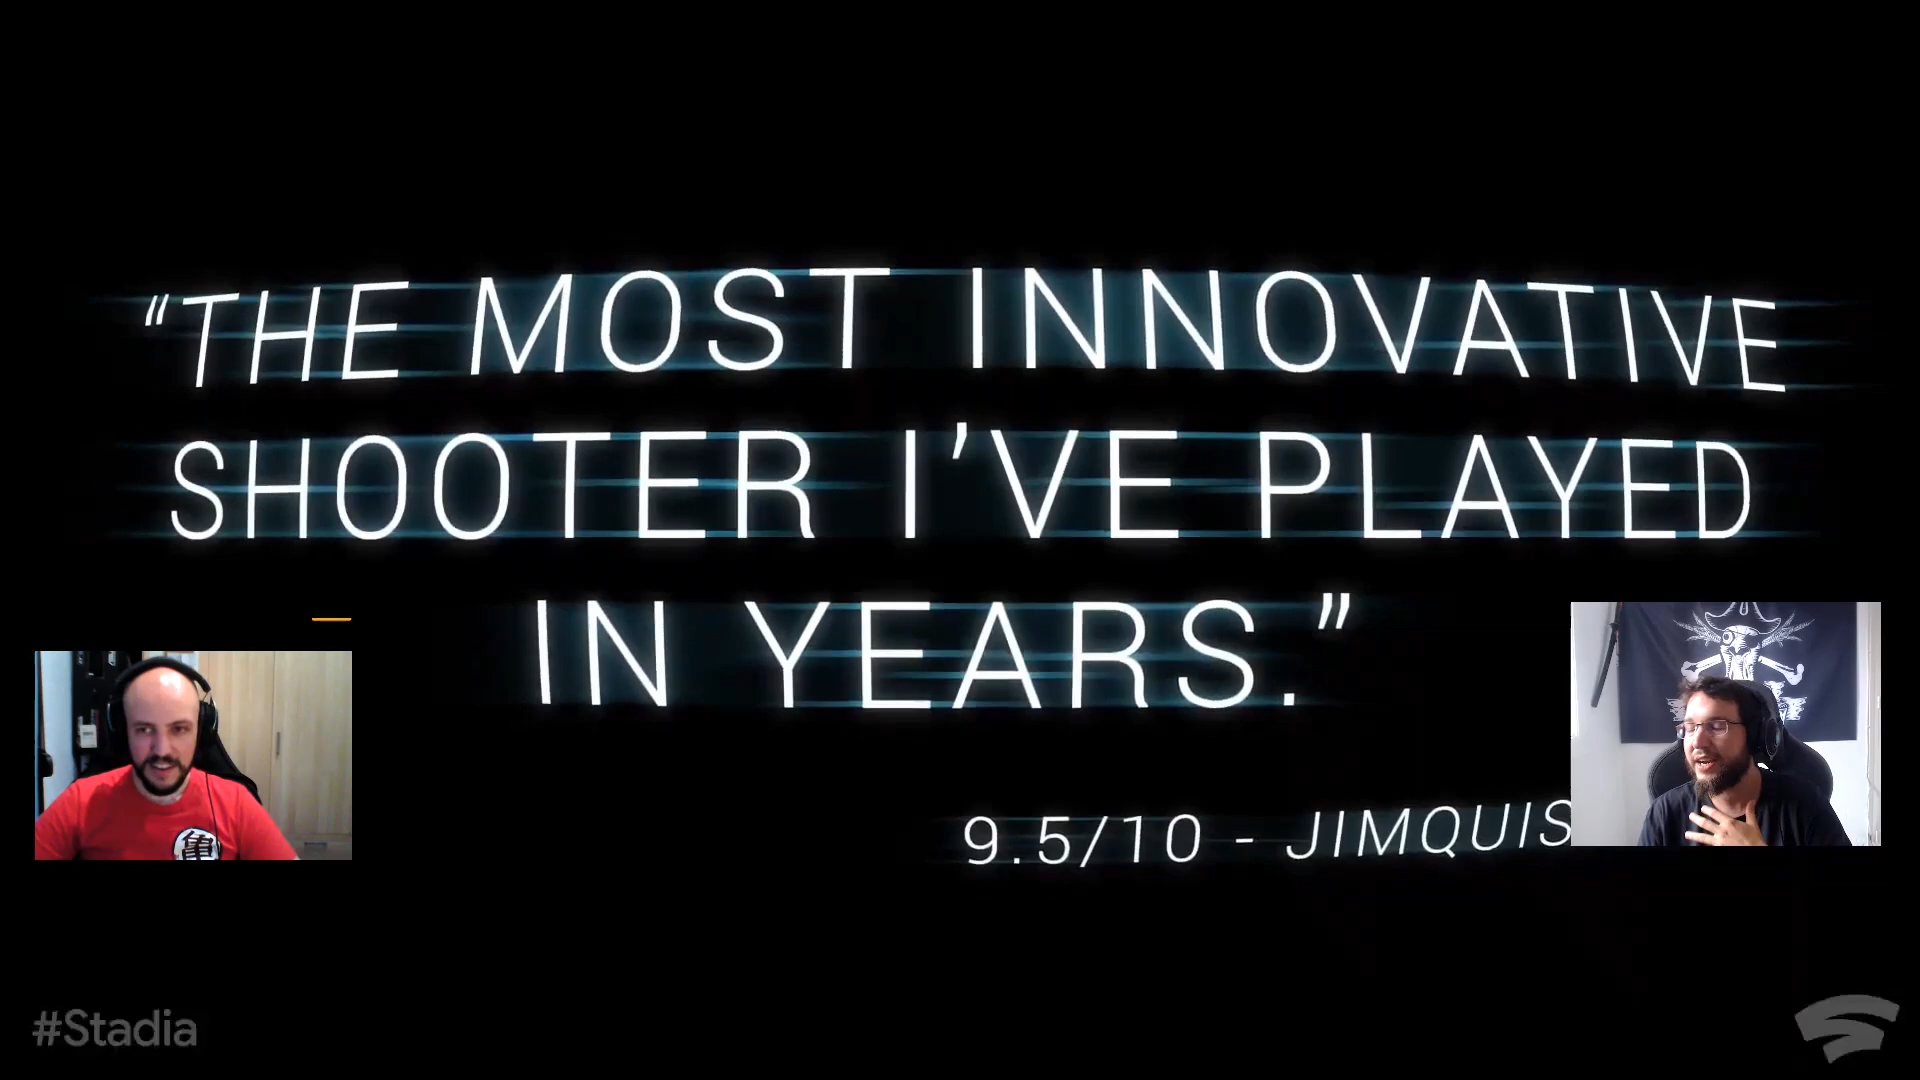 “THE MOST INNOVATIVE
SHOOTER I’VE PLAYED
IN YEARS.”
9.5/10 - JIMQUIS
#Stadia